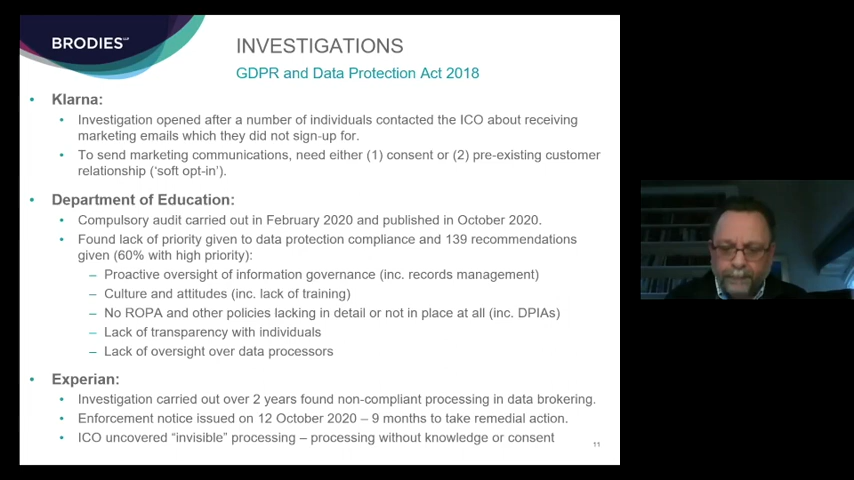 BRODIES LLP
INVESTIGATIONS
GDPR and Data Protection Act 2018
• Klarna:
• Investigation opened after a number of individuals contacted the ICO about receiving
marketing emails which they did not sign-up for.
• To send marketing communications, need either (1) consent or (2) pre-existing customer
relationship (‘soft opt-in’).
• Department of Education:
• Compulsory audit carried out in February 2020 and published in October 2020.
• Found lack of priority given to data protection compliance and 139 recommendations
given (60% with high priority):
– Proactive oversight of information governance (inc. records management)
– Culture and attitudes (inc. lack of training)
– No ROPA and other policies lacking in detail or not in place at all (inc. DPIAs)
– Lack of transparency with individuals
– Lack of oversight over data processors
• Experian:
• Investigation carried out over 2 years found non-compliant processing in data brokering.
• Enforcement notice issued on 12 October 2020 – 9 months to take remedial action.
• ICO uncovered “invisible” processing – processing without knowledge or consent
11